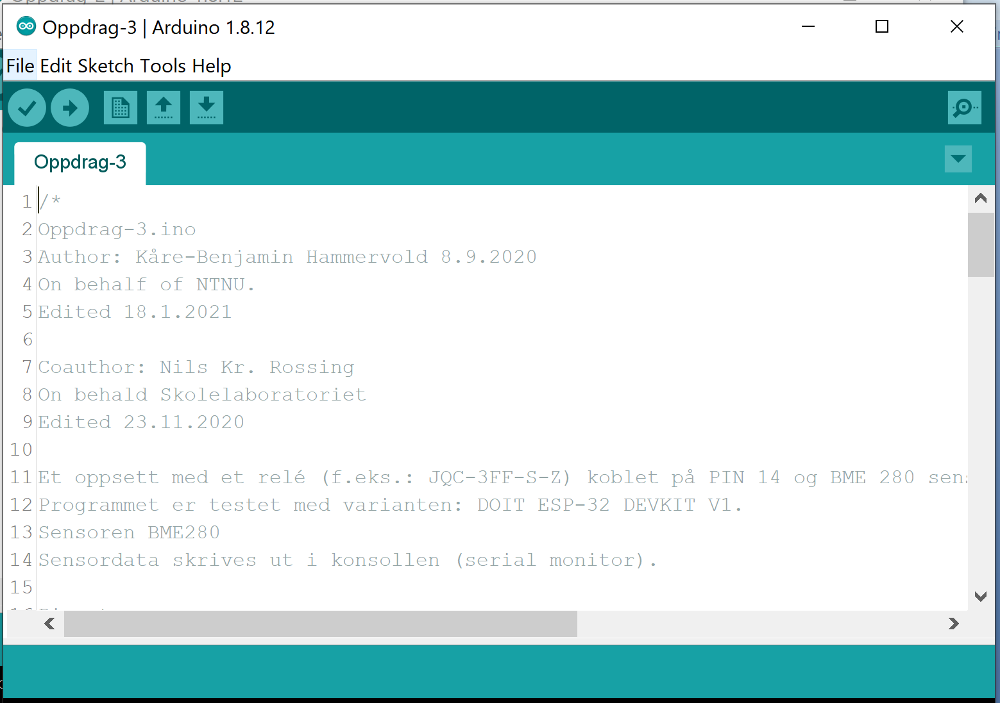 Oppdrag-3 | Arduino 1.8.12
File Edit Sketch Tools Help
Oppdrag-3
1 /*
2 Oppdrag-3.ino
3 Author: Kåre-Benjamin Hammervold 8.9.2020
4 On behalf of NTNU.
5 Edited 18.1.2021
6
7 Coauthor: Nils Kr. Rossing
8 On behald Skolelaboratoriet
9 Edited 23.11.2020
10
11 Et oppsett med et relé (f.eks.: JQC-3FF-S-Z) koblet på PIN 14 og BME 280
12 Programmet er testet med varianten: DOIT ESP-32 DEVKIT V1.
13 Sensoren BME280
14 Sensordata skrives ut i konsollen (serial monitor).
15